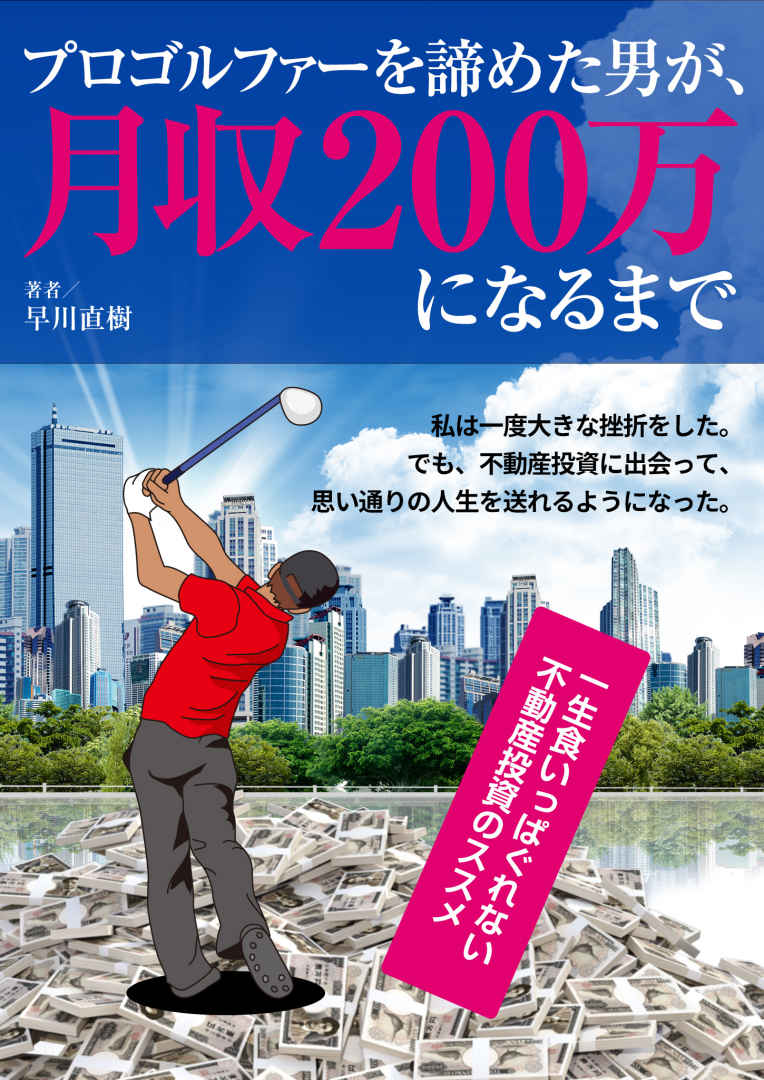 プロゴルファーを諦めた男が、
月収200万
になるまで
著者／
早川直樹
私は一度大きな挫折をした。
でも、不動産投資に出会って、
思い通りの人生を送れるようになった。
一生食いっぱぐれない
不動産投資のススメ